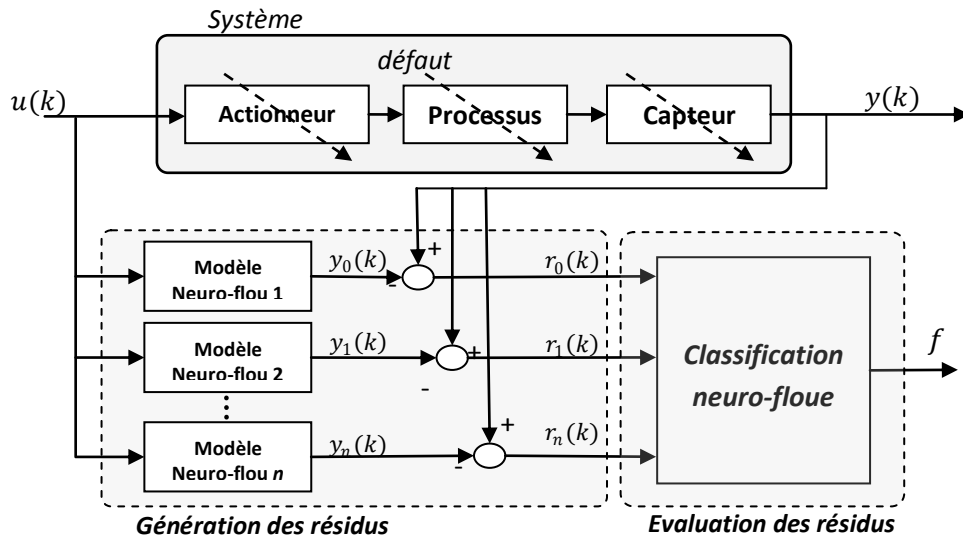 Système
défaut
u(k)
Actionneur
Processus
Capteur
y(k)
+
Modèle
Neuro-flou 1
y₀(k)
-
r₀(k)
Modèle
Neuro-flou 2
y₁(k)
-
+
r₁(k)
Classification
neuro-floue
f
Modèle
Neuro-flou n
yₙ(k)
-
+
rₙ(k)
Génération des résidus
Evaluation des résidus